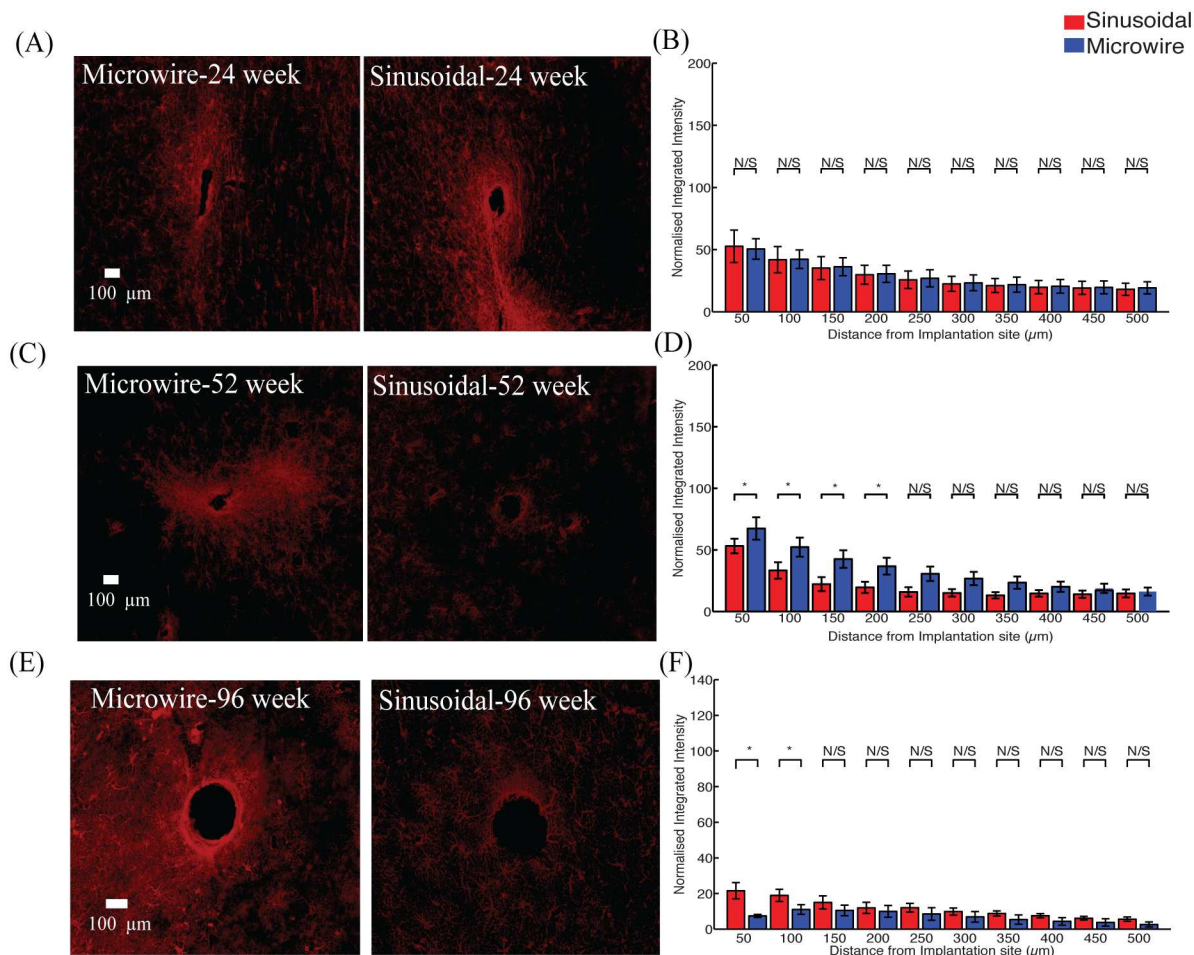 Sinusoidal
Microwire
(A)
Microwire-24 week
Sinusoidal-24 week
100 µm
(B)
200
150
100
50
0
Normalised Integrated Intensity
N/S N/S N/S N/S N/S N/S N/S N/S N/S N/S
50 100 150 200 250 300 350 400 450 500
Distance from Implantation site (µm)
(C)
Microwire-52 week
Sinusoidal-52 week
100 µm
(D)
200
150
100
50
0
Normalised Integrated Intensity
* * * * N/S N/S N/S N/S N/S N/S
50 100 150 200 250 300 350 400 450 500
Distance from Implantation site (µm)
(E)
Microwire-96 week
Sinusoidal-96 week
100 µm
(F)
140
120
100
80
60
40
20
0
Normalised Integrated Intensity
* * N/S N/S N/S N/S N/S N/S N/S N/S
50 100 150 200 250 300 350 400 450 500
Distance from Implantation site (µm)